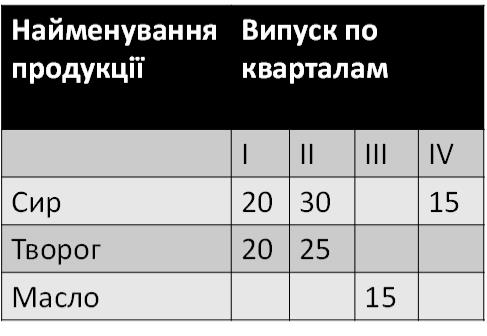 Найменування продукції
Випуск по кварталам
I II III IV
Сир 20 30 15
Творог 20 25
Масло 15